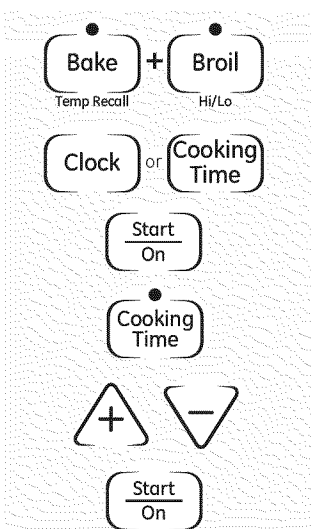 Bake + Broil
Temp Recall Hi/Lo
Clock or Cooking Time
Start
On
Cooking
Time
+ −
Start
On